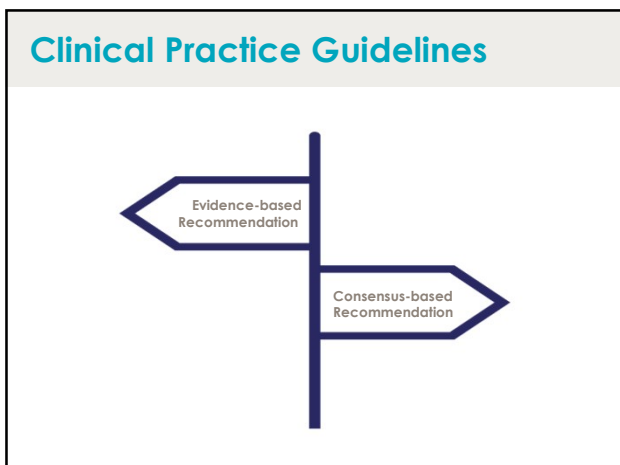 Clinical Practice Guidelines
Evidence-based
Recommendation
Consensus-based
Recommendation